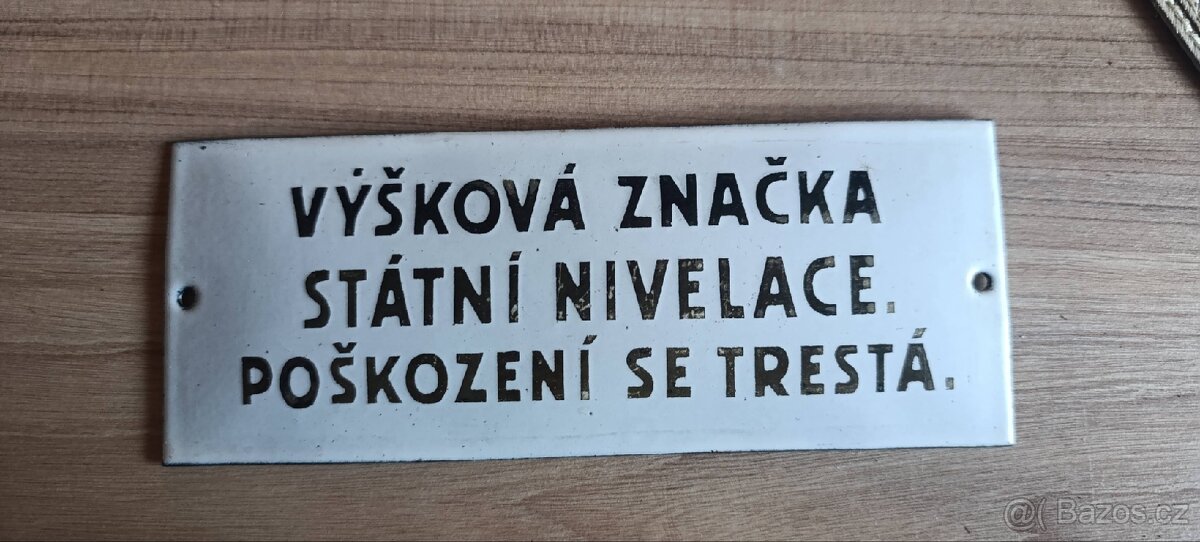 VÝŠKOVÁ ZNAČKA
STÁTNÍ NIVELACE.
POŠKOZENÍ SE TRESTÁ.
@( Bazos.cz